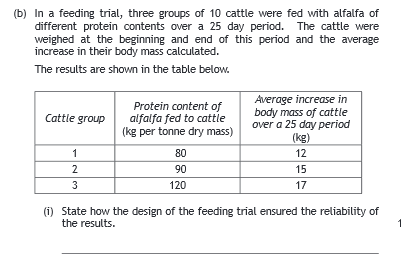 (b) In a feeding trial, three groups of 10 cattle were fed with alfalfa of
different protein contents over a 25 day period. The cattle were
weighed at the beginning and end of this period and the average
increase in their body mass calculated.
The results are shown in the table below.
Cattle group
Protein content of
alfalfa fed to cattle
(kg per tonne dry mass)
Average increase in
body mass of cattle
over a 25 day period
(kg)
1 80 12
2 90 15
3 120 17
(i) State how the design of the feeding trial ensured the reliability of
the results. 1